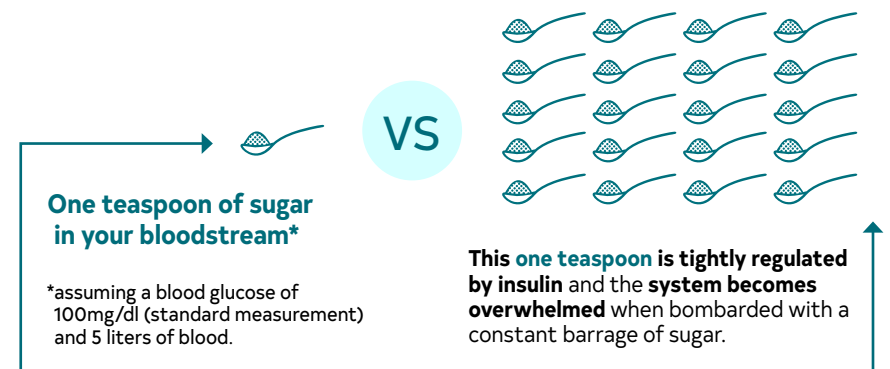 VS
One teaspoon of sugar
in your bloodstream*
*assuming a blood glucose of
100mg/dl (standard measurement)
and 5 liters of blood.
This one teaspoon is tightly regulated
by insulin and the system becomes
overwhelmed when bombarded with a
constant barrage of sugar.